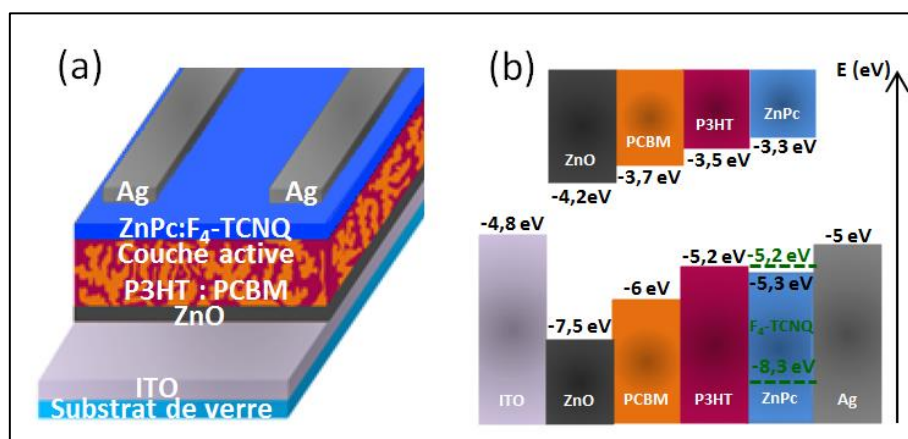 (a)
Ag
Ag
ZnPc:F₄-TCNQ
Couche active
P3HT : PCBM
ZnO
ITO
Substrat de verre
(b)
E (eV)
ZnO
PCBM
P3HT
ZnPc
-4,2eV
-3,7 eV
-3,5 eV
-3,3 eV
-4,8 eV
-7,5 eV
-6 eV
-5,2 eV
-5,2 eV
-5,3 eV
-5 eV
F₄-TCNQ
-8,3 eV
ITO
ZnO
PCBM
P3HT
ZnPc
Ag